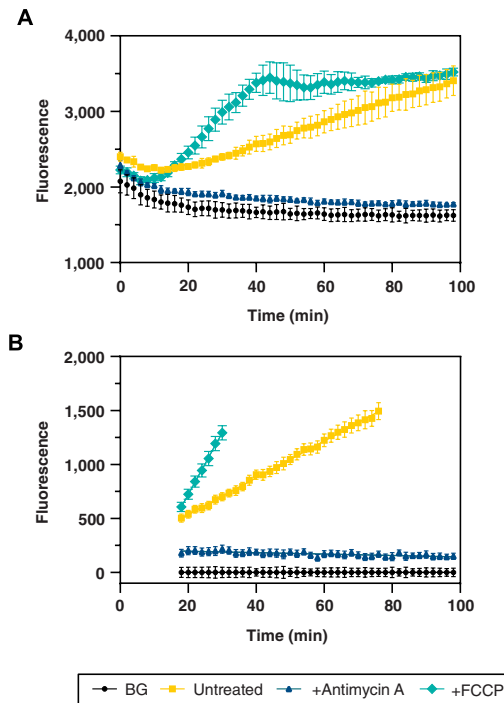 A
4,000
3,000
2,000
1,000
Fluorescence
0 20 40 60 80 100
Time (min)
B
2,000
1,500
1,000
500
0
Fluorescence
0 20 40 60 80 100
Time (min)
BG Untreated +Antimycin A +FCCP